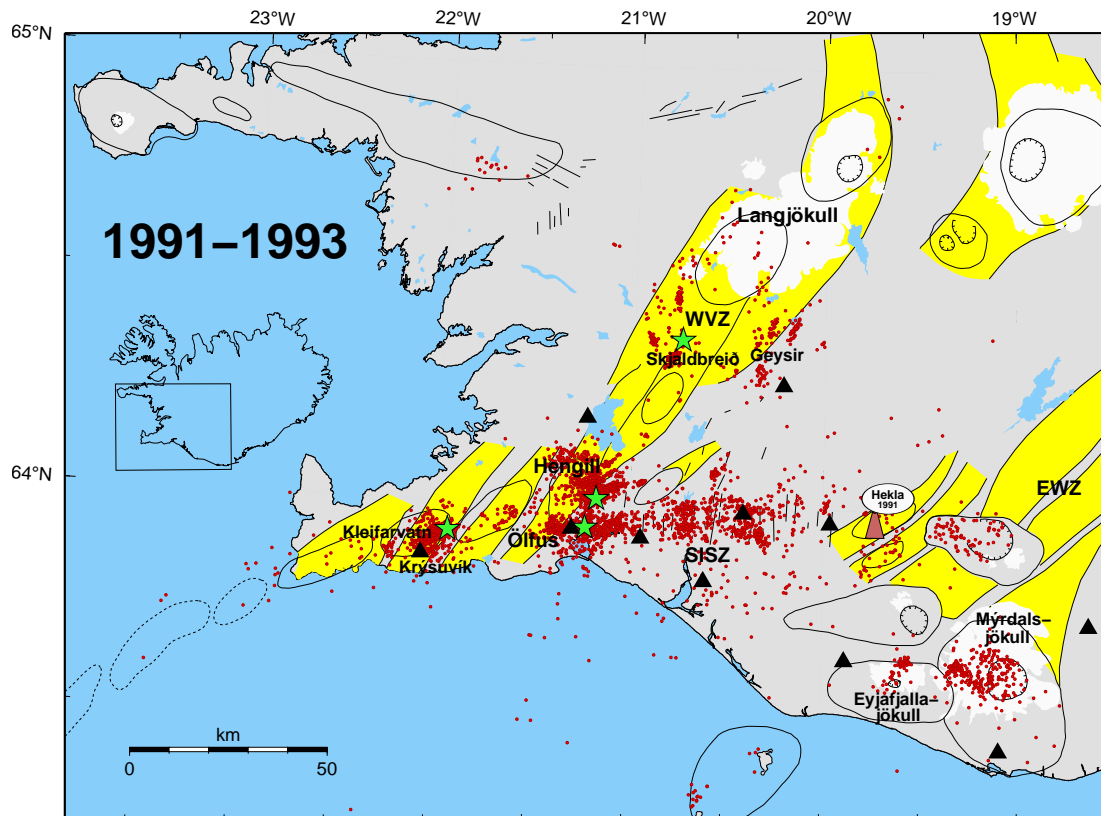 23°W 22°W 21°W 20°W 19°W
65°N
1991–1993
Langjökull
WVZ
Skjaldbreið
Geysir
64°N
Hengill
Hekla
1991
EWZ
Kleifarvatn
Ölfus
Krýsuvík
SISZ
Mýrdals–
jökull
Eyjafjalla–
jökull
km
0 50